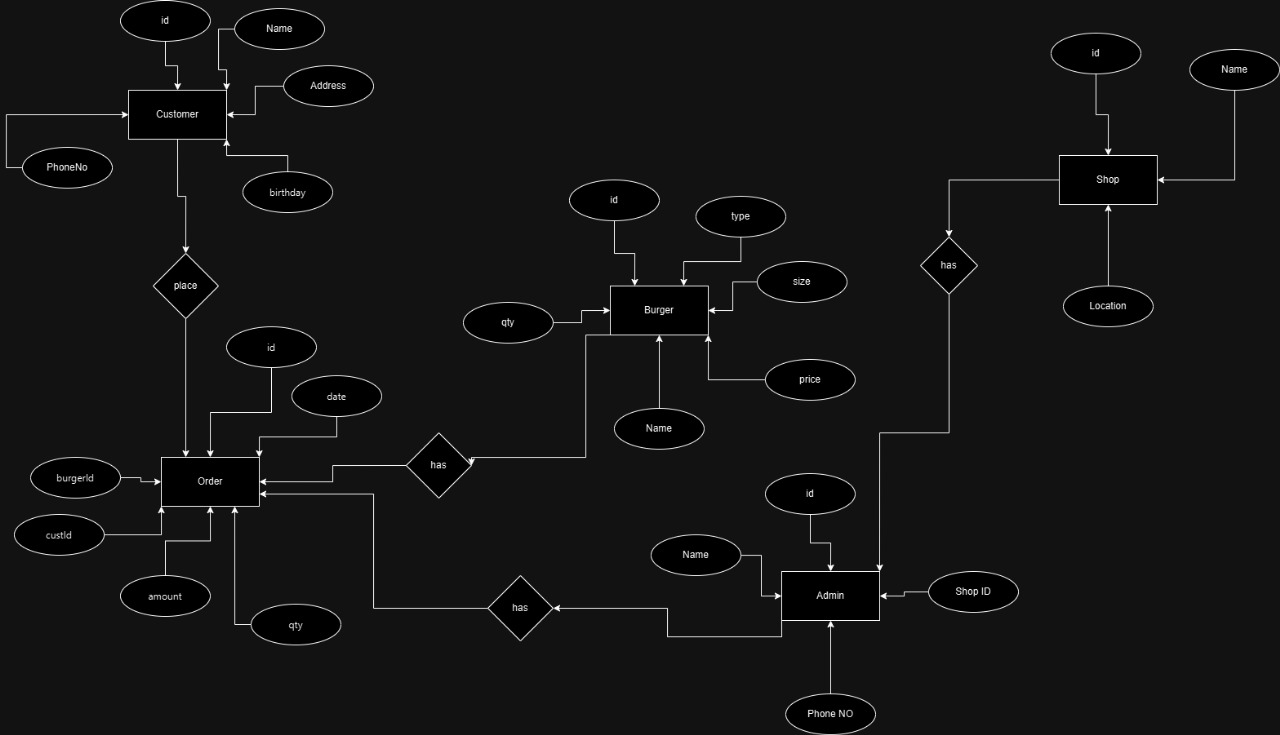 id
Name
Address
Customer
PhoneNo
birthday
place
id
Name
Shop
has
Location
id
type
size
Burger
qty
price
Name
id
date
has
burgerId
Order
custId
amount
qty
has
id
Name
Admin
Shop ID
Phone NO